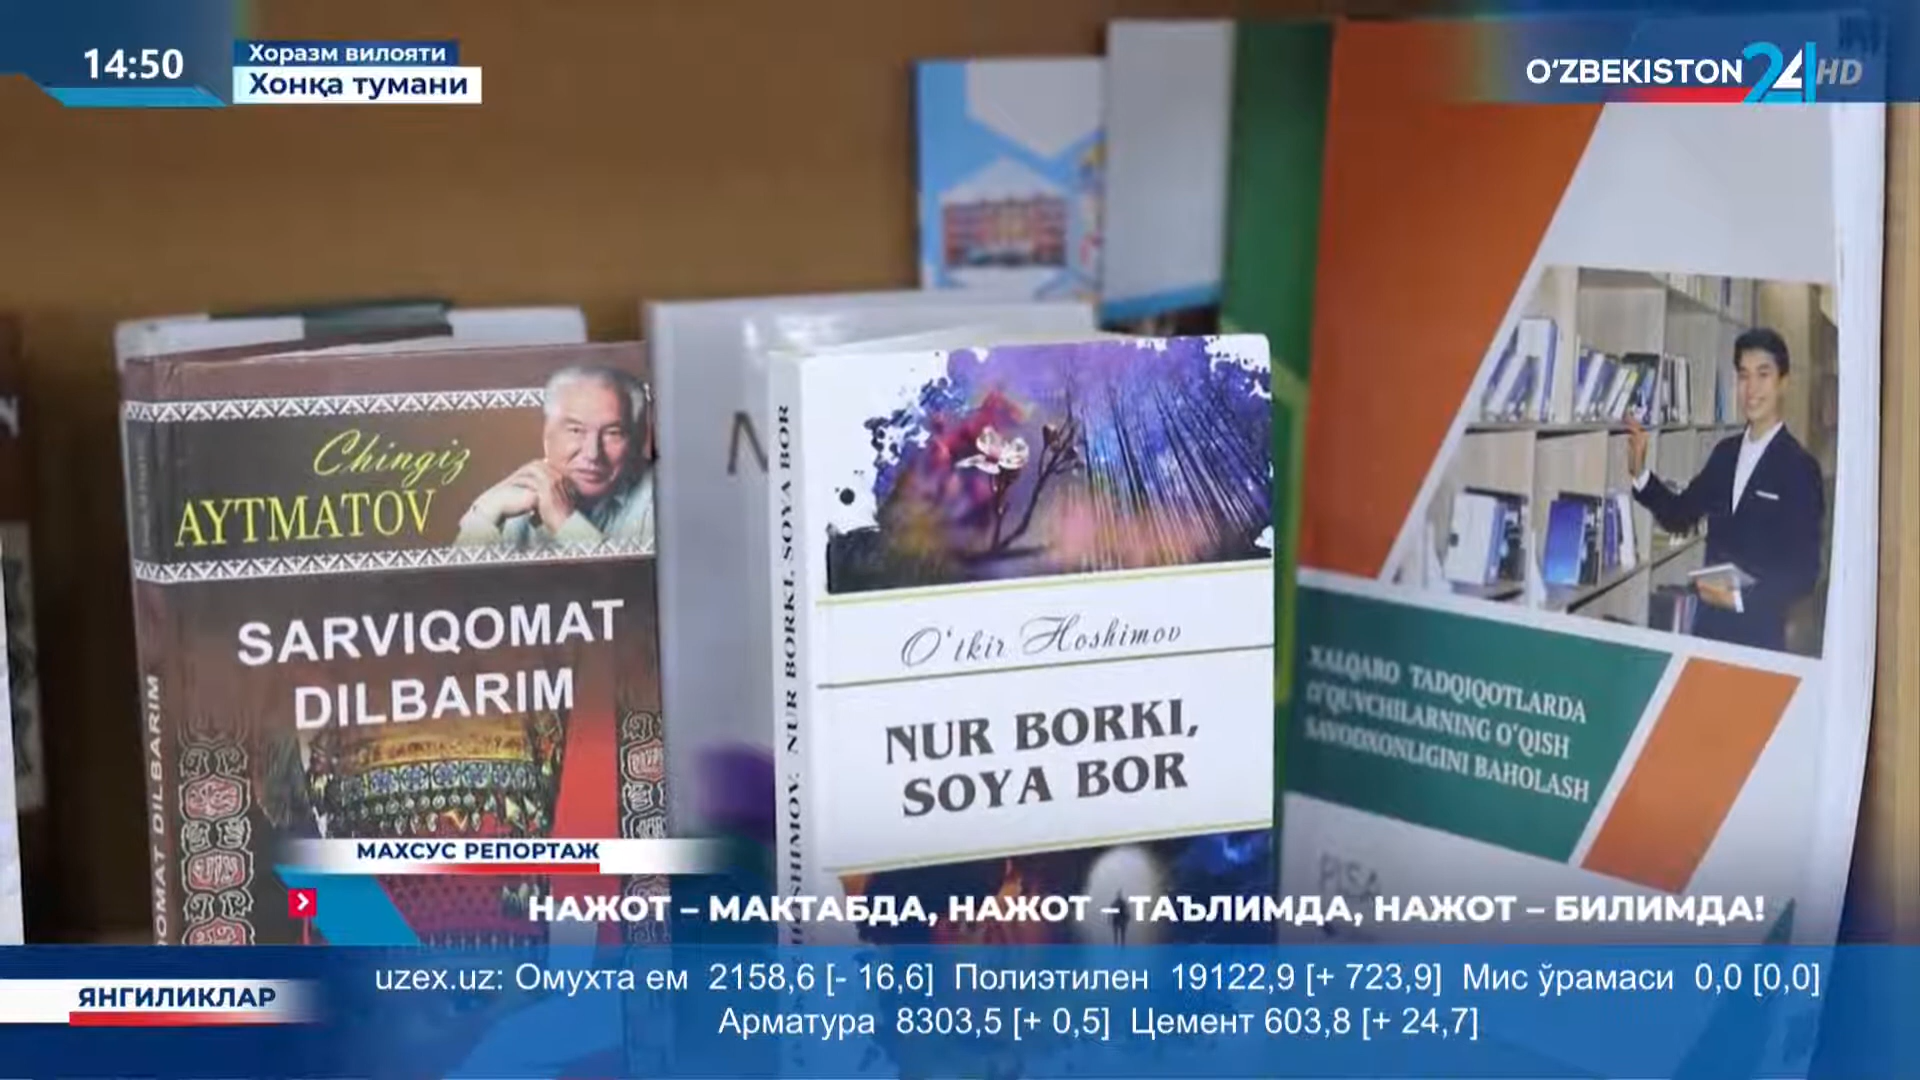 14:50
Хоразм вилояти
Хонқа тумани
O‘ZBEKISTON 24 HD
Chingiz
AYTMATOV
SARVIQOMAT
DILBARIM
NUR BORKI, SOYA BOR
O‘tkir Hoshimov
NUR BORKI,
SOYA BOR
XALQARO TADQIQOTLARDA
O‘QUVCHILARNING O‘QISH
SAVODXONLIGINI BAHOLASH
PISA
МАХСУС РЕПОРТАЖ
НАЖОТ – МАКТАБДА, НАЖОТ – ТАЪЛИМДА, НАЖОТ – БИЛИМДА!
ЯНГИЛИКЛАР
uzex.uz: Омухта ем 2158,6 [- 16,6] Полиэтилен 19122,9 [+ 723,9] Мис ўрамаси 0,0 [0,0]
Арматура 8303,5 [+ 0,5] Цемент 603,8 [+ 24,7]